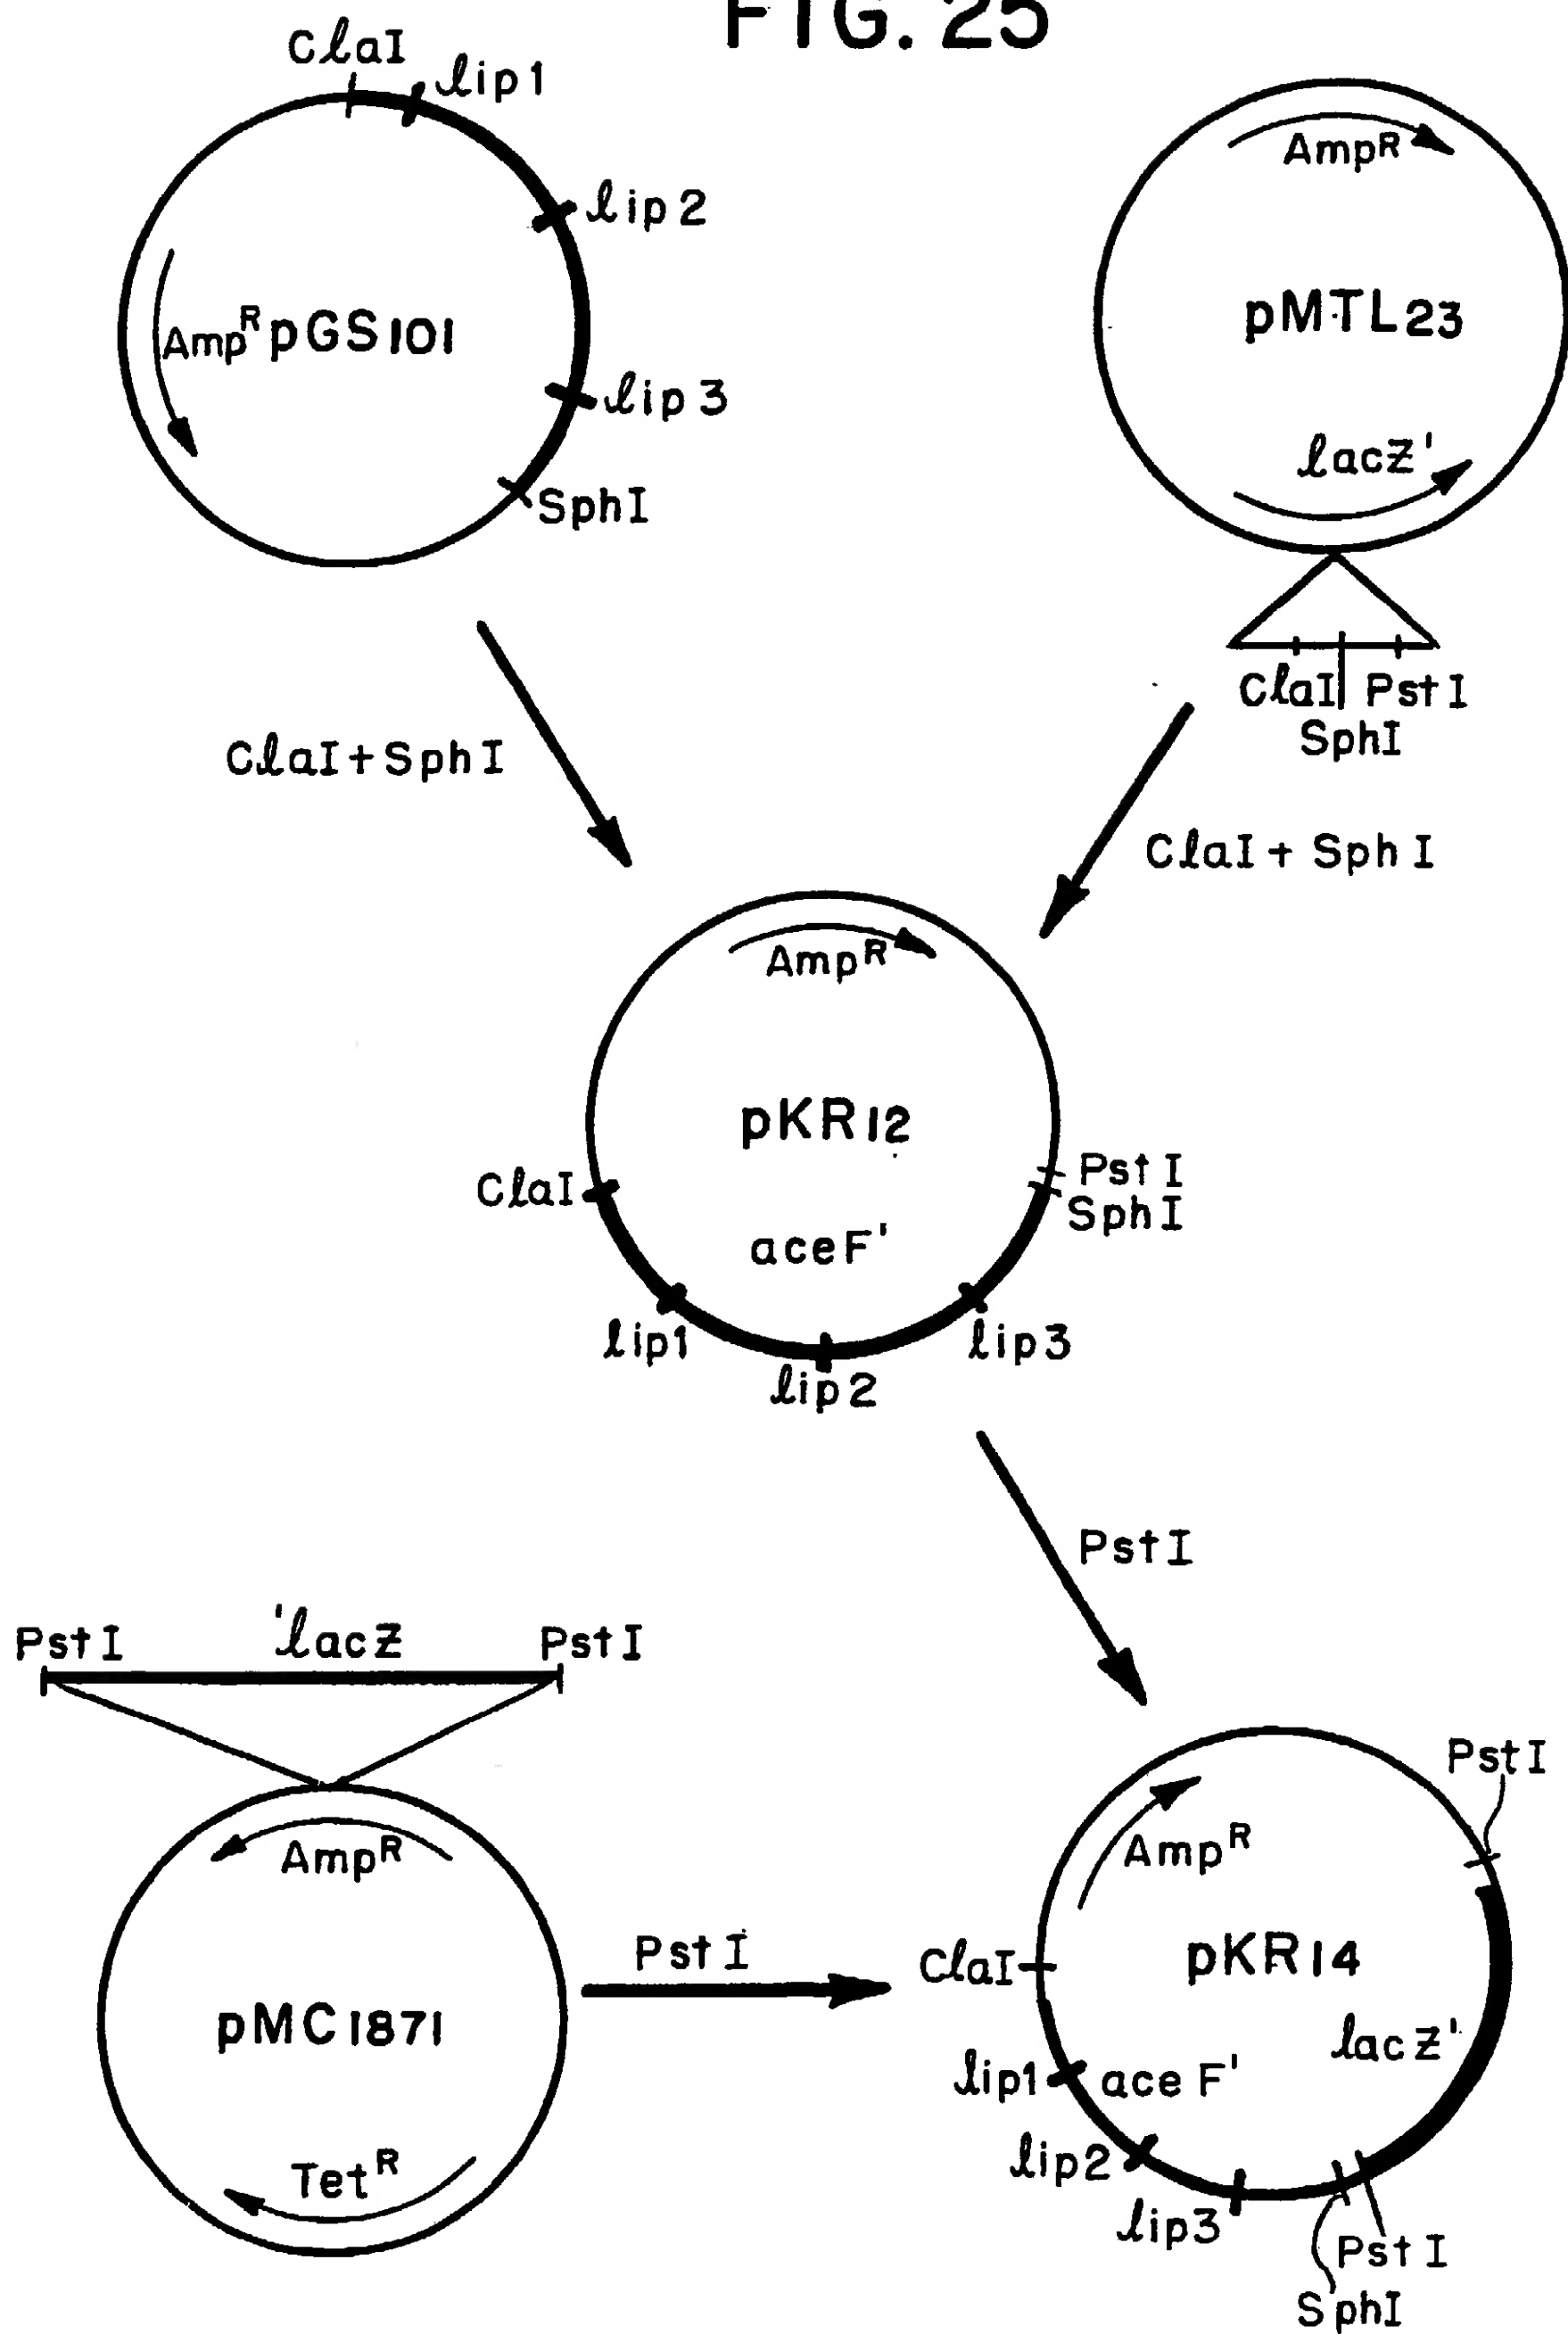 FIG. 25
ClaI
lip1
lip2
AmpR pGS101
lip3
SphI
AmpR
pMTL23
lacZ'
ClaI PstI
SphI
ClaI+SphI
ClaI+SphI
AmpR
pKR12
ClaI
PstI
SphI
aceF'
lip1
lip3
lip2
PstI
PstI 'lacZ PstI
AmpR
pMC1871
TetR
PstI
PstI
AmpR
ClaI
pKR14
lacZ'
lip1
aceF'
lip2
lip3
PstI
SphI